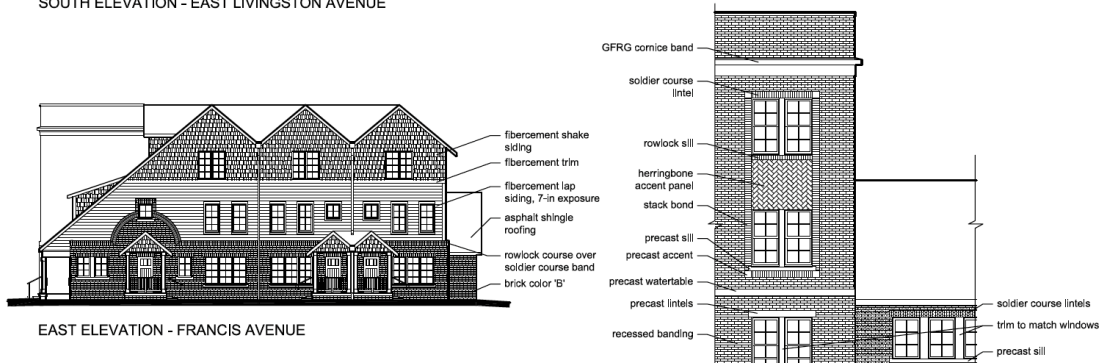 SOUTH ELEVATION - EAST LIVINGSTON AVENUE
fibercement shake
siding
fibercement trim
fibercement lap
siding, 7-in exposure
asphalt shingle
roofing
rowlock course over
soldier course band
brick color 'B'
EAST ELEVATION - FRANCIS AVENUE
GFRG cornice band
soldier course
lintel
rowlock sill
herringbone
accent panel
stack bond
precast sill
precast accent
precast watertable
precast lintels
recessed banding
soldier course lintels
trim to match windows
precast sill